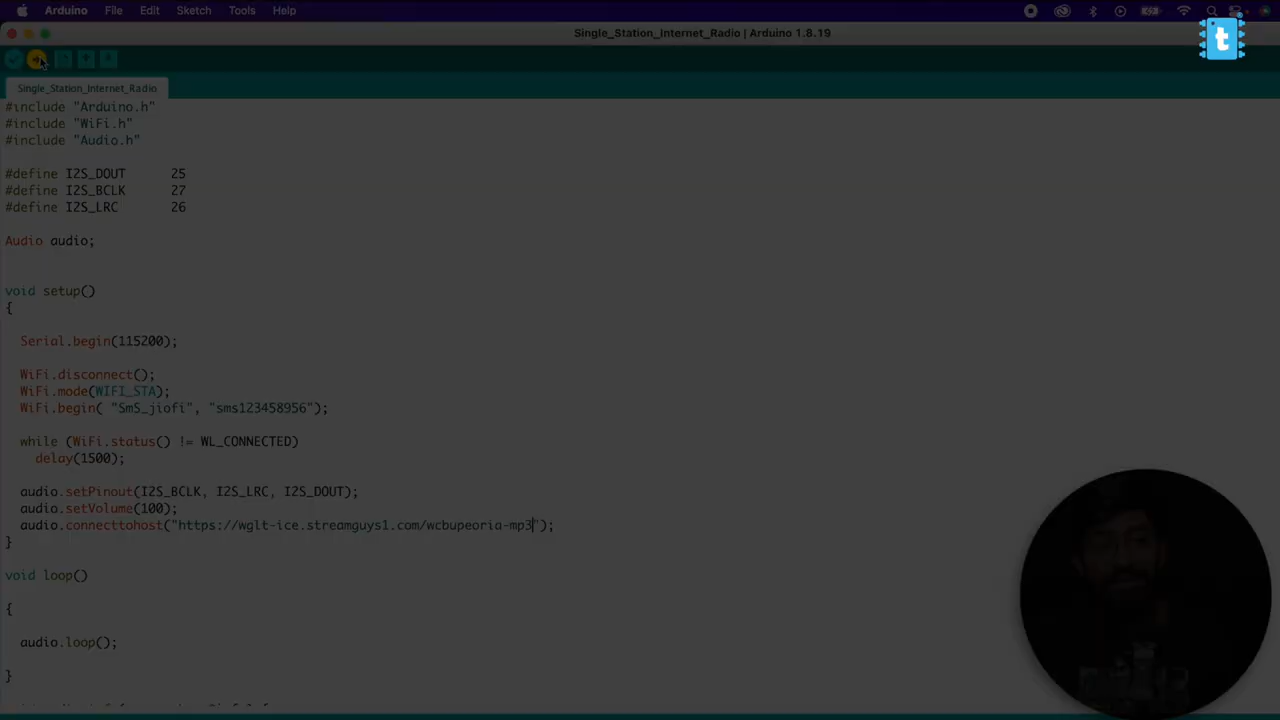 Arduino File Edit Sketch Tools Help
Single_Station_Internet_Radio | Arduino 1.8.19
t
Single_Station_Internet_Radio
#include "Arduino.h"
#include "WiFi.h"
#include "Audio.h"
#define I2S_DOUT 25
#define I2S_BCLK 27
#define I2S_LRC 26
Audio audio;
void setup()
{
Serial.begin(115200);
WiFi.disconnect();
WiFi.mode(WIFI_STA);
WiFi.begin( "SmS_jiofi", "sms123458956");
while (WiFi.status() != WL_CONNECTED)
delay(1500);
audio.setPinout(I2S_BCLK, I2S_LRC, I2S_DOUT);
audio.setVolume(100);
audio.connecttohost("https://wglt-ice.streamguys1.com/wcbupeoria-mp3");
}
void loop()
{
audio.loop();
}